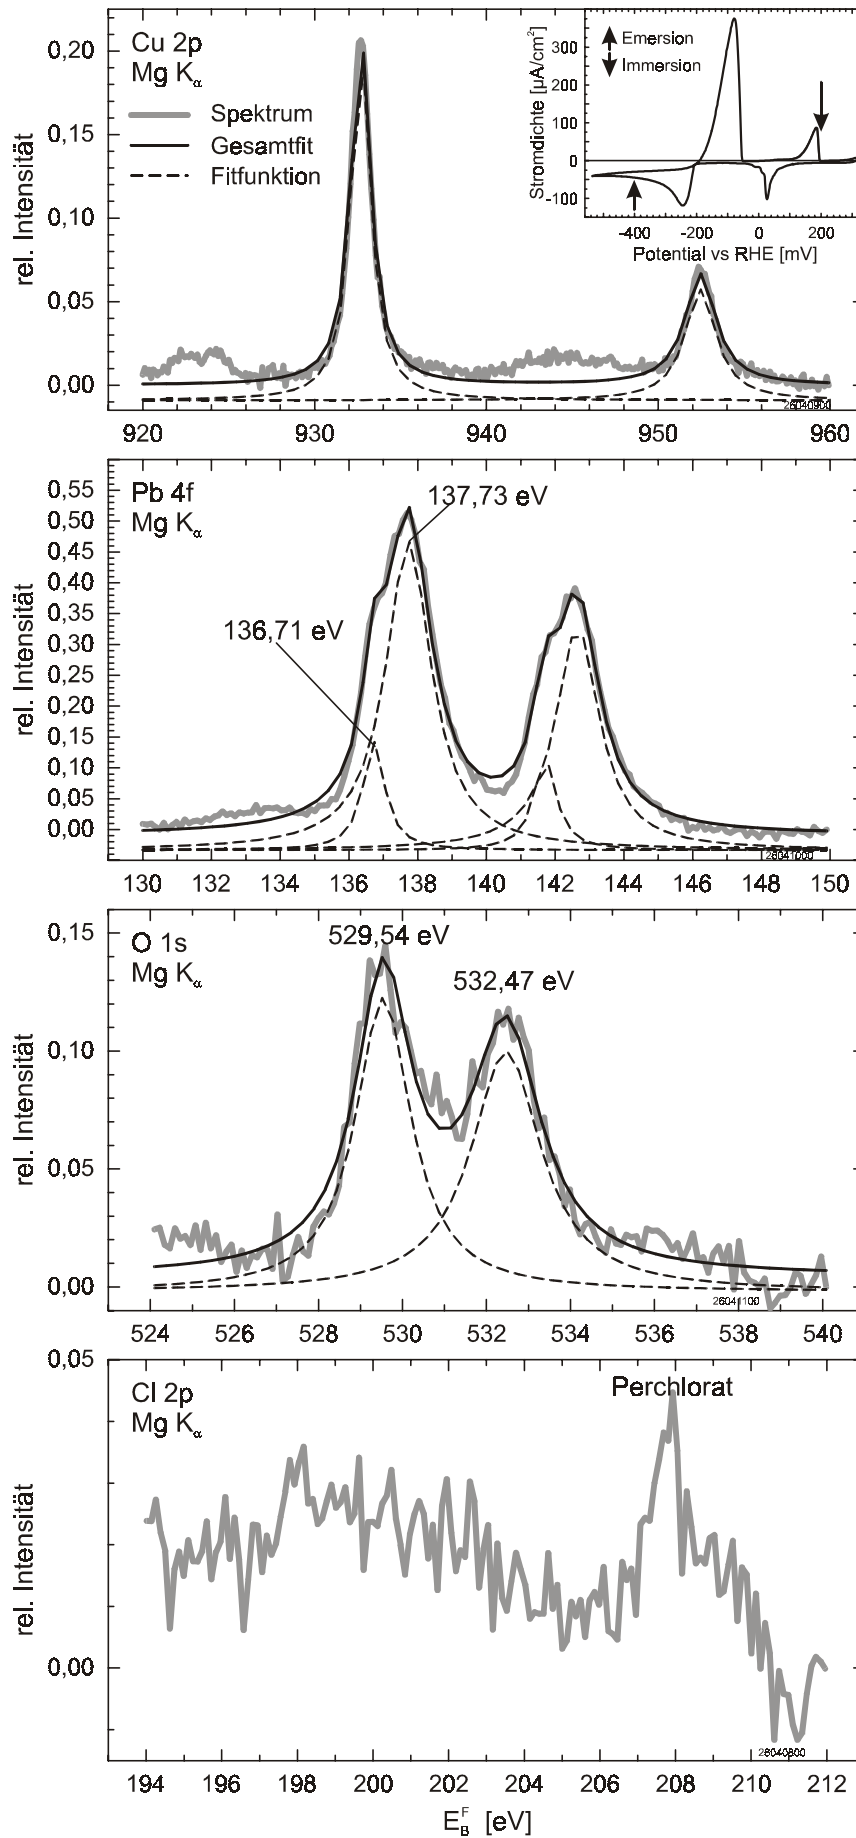 Cu 2p
Mg Kα
Spektrum
Gesamtfit
Fitfunktion
rel. Intensität
0,20
0,15
0,10
0,05
0,00
920 930 940 950 960
26040900
Emersion
Immersion
Stromdichte [µA/cm²]
300
200
100
0
-100
-400 -200 0 200
Potential vs RHE [mV]
Pb 4f
Mg Kα
137,73 eV
136,71 eV
rel. Intensität
0,55
0,50
0,45
0,40
0,35
0,30
0,25
0,20
0,15
0,10
0,05
0,00
26041000
130 132 134 136 138 140 142 144 146 148 150
O 1s
Mg Kα
529,54 eV
532,47 eV
rel. Intensität
0,15
0,10
0,05
0,00
26041100
524 526 528 530 532 534 536 538 540
Cl 2p
Mg Kα
Perchlorat
rel. Intensität
0,05
0,00
26040800
194 196 198 200 202 204 206 208 210 212
E_B^F [eV]